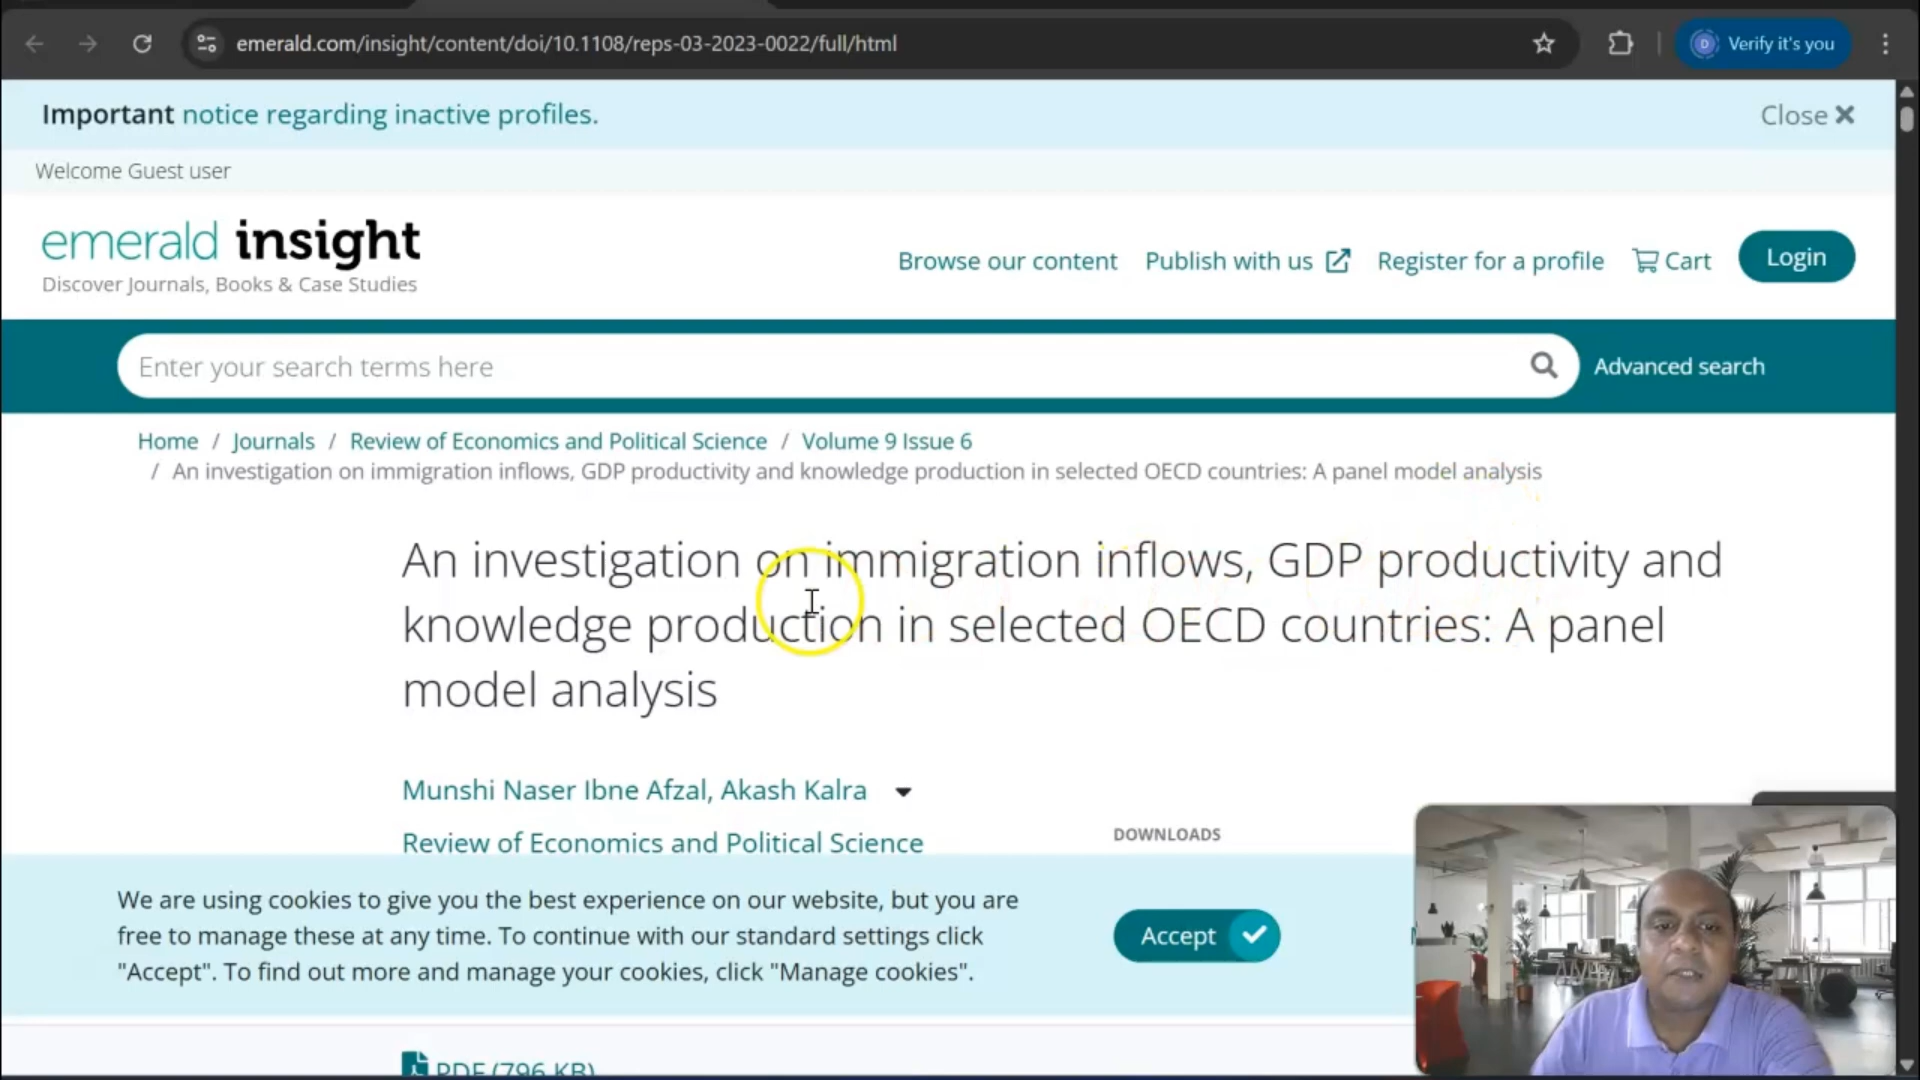 emerald.com/insight/content/doi/10.1108/reps-03-2023-0022/full/html
Verify it's you
Important notice regarding inactive profiles.
Close
Welcome Guest user
emerald insight
Discover Journals, Books & Case Studies
Browse our content
Publish with us
Register for a profile
Cart
Login
Enter your search terms here
Advanced search
Home / Journals / Review of Economics and Political Science / Volume 9 Issue 6
/ An investigation on immigration inflows, GDP productivity and knowledge production in selected OECD countries: A panel model analysis
An investigation on immigration inflows, GDP productivity and
knowledge production in selected OECD countries: A panel
model analysis
Munshi Naser Ibne Afzal, Akash Kalra
Review of Economics and Political Science
DOWNLOADS
We are using cookies to give you the best experience on our website, but you are
free to manage these at any time. To continue with our standard settings click
"Accept". To find out more and manage your cookies, click "Manage cookies".
Accept
PDF (796 KB)